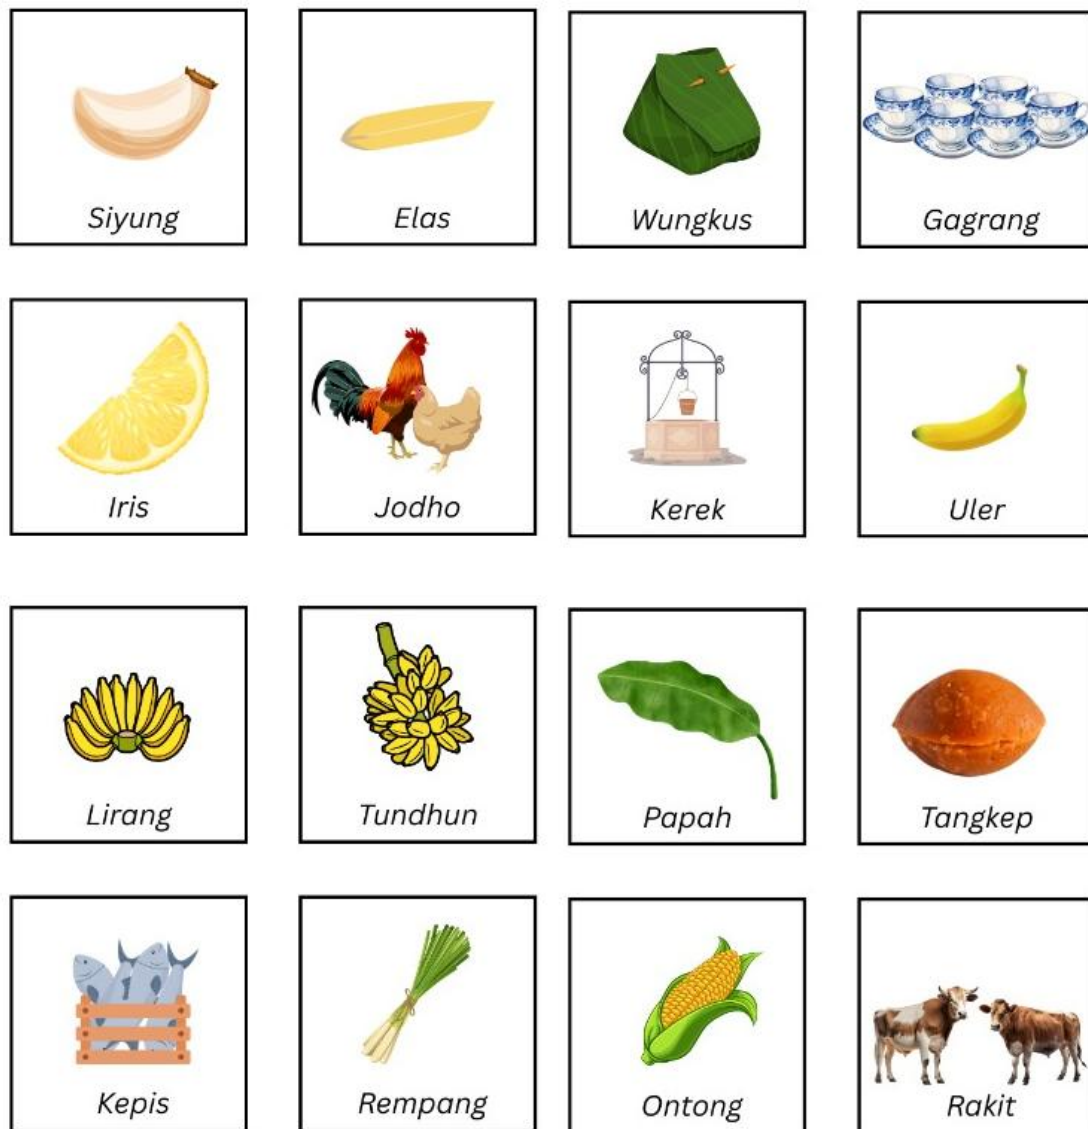 Siyung
Elas
Wungkus
Gagrang
Iris
Jodho
Kerek
Uler
Lirang
Tundhun
Papah
Tangkep
Kepis
Rempang
Ontong
Rakit